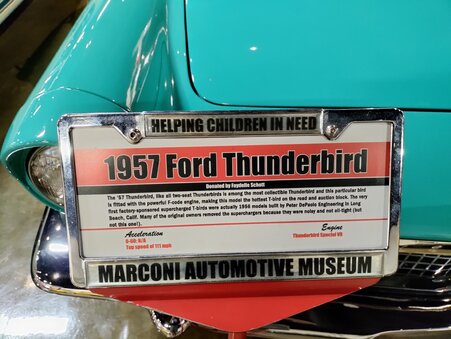 HELPING CHILDREN IN NEED
1957 Ford Thunderbird
Donated by Faydelle Schott
The '57 Thunderbird, like all two-seat Thunderbirds is among the most collectible Thunderbird and this particular bird
is fitted with the powerful F-code engine, making this model the hottest T-bird on the road and auction block. The very
first factory-sponsored supercharged T-birds were actually 1956 models built by Peter DePaolo Engineering in Long
Beach, Calif. Many of the original owners removed the superchargers because they were noisy and not oil-tight (but
not this one!).
Acceleration
0-60: N/A
Top speed of 111 mph
Engine
Thunderbird Special V8
MARCONI AUTOMOTIVE MUSEUM